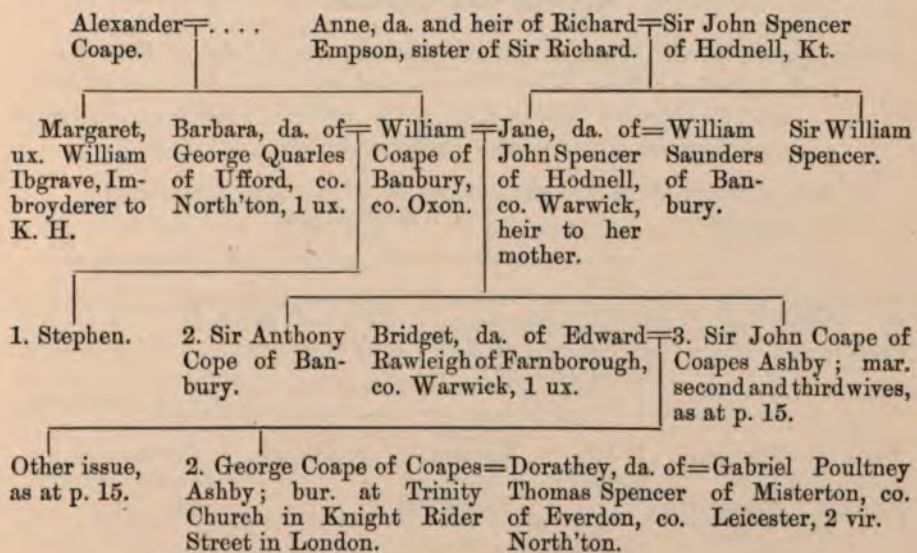 Alexander=. . . .
Coape.
Anne, da. and heir of Richard=Sir John Spencer
Empson, sister of Sir Richard. of Hodnell, Kt.
Margaret,
ux. William
Ibgrave, Im-
broyderer to
K. H.
Barbara, da. of=
George Quarles
of Ufford, co.
North'ton, 1 ux.
William=
Coape of
Banbury,
co. Oxon.
Jane, da. of=
John Spencer
of Hodnell,
co. Warwick,
heir to her
mother.
William
Saunders
of Ban-
bury.
Sir William
Spencer.
1. Stephen.
2. Sir Anthony
Cope of Ban-
bury.
Bridget, da. of Edward=
Rawleigh of Farnborough,
co. Warwick, 1 ux.
3. Sir John Coape of
Coapes Ashby ; mar.
second and third wives,
as at p. 15.
Other issue,
as at p. 15.
2. George Coape of Coapes=
Ashby ; bur. at Trinity
Church in Knight Rider
Street in London.
Dorathey, da. of=
Thomas Spencer
of Everdon, co.
North'ton.
Gabriel Poultney
of Misterton, co.
Leicester, 2 vir.